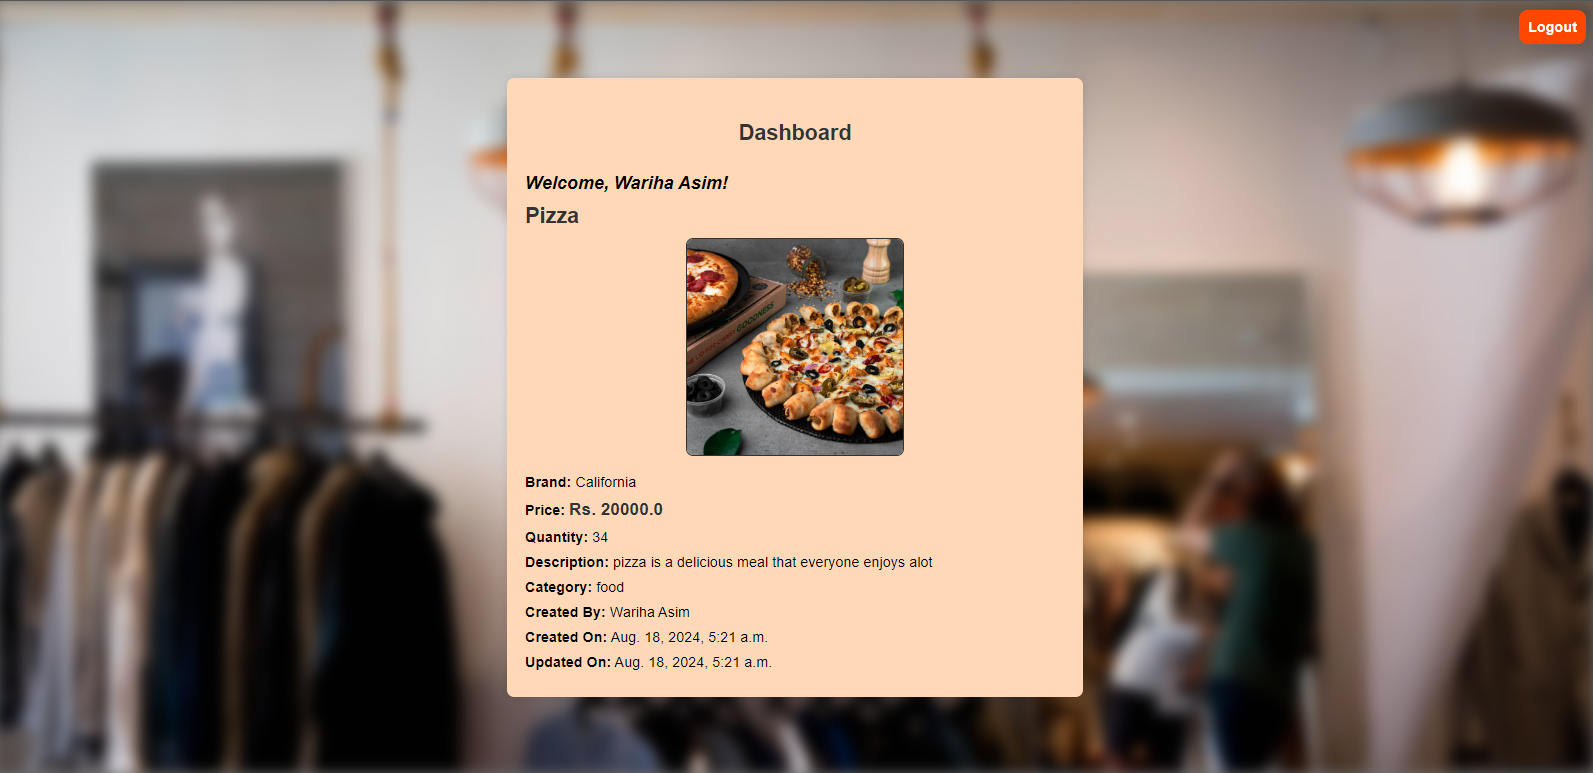 Logout
Dashboard
Welcome, Wariha Asim!
Pizza
GOODNESS
Brand: California
Price: Rs. 20000.0
Quantity: 34
Description: pizza is a delicious meal that everyone enjoys alot
Category: food
Created By: Wariha Asim
Created On: Aug. 18, 2024, 5:21 a.m.
Updated On: Aug. 18, 2024, 5:21 a.m.